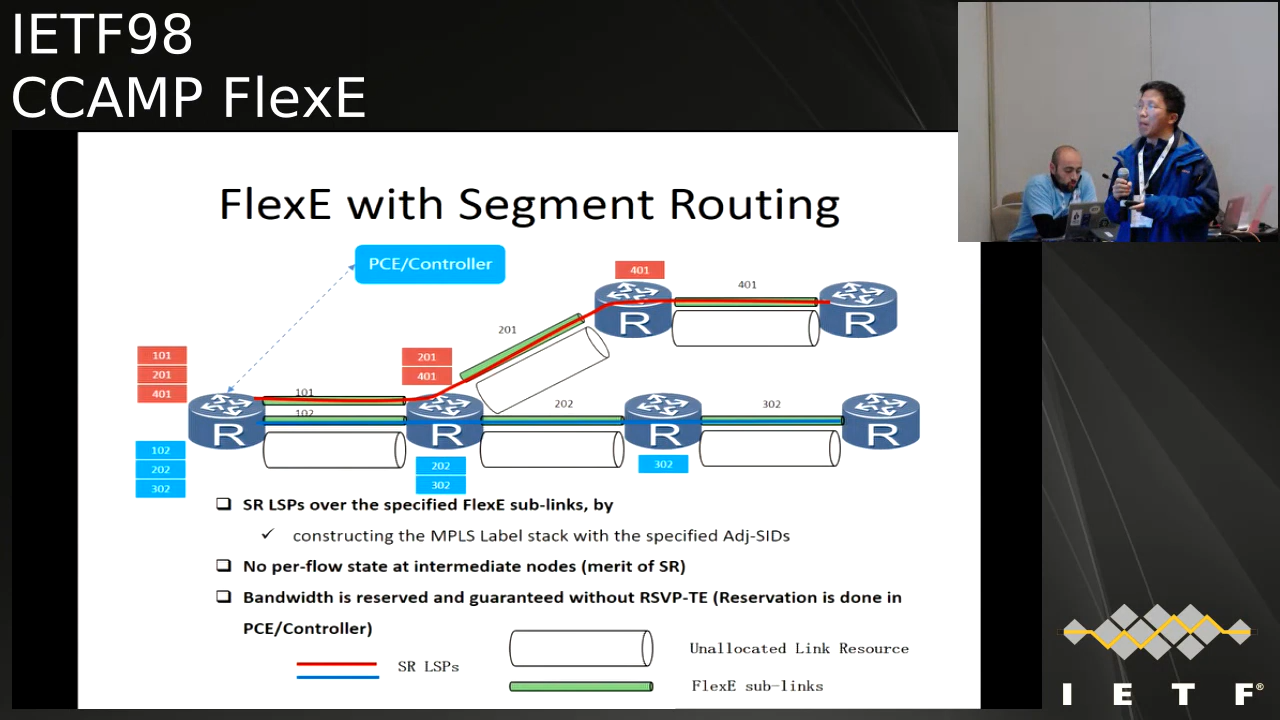 IETF98
CCAMP FlexE
FlexE with Segment Routing
PCE/Controller
401
401
201
101
201
401
201
401
101
102
202
302
102
202
302
202
302
302
R
R
R
R
R
R
❑ SR LSPs over the specified FlexE sub-links, by
✓ constructing the MPLS Label stack with the specified Adj-SIDs
❑ No per-flow state at intermediate nodes (merit of SR)
❑ Bandwidth is reserved and guaranteed without RSVP-TE (Reservation is done in
PCE/Controller)
SR LSPs
Unallocated Link Resource
FlexE sub-links
I E T F®